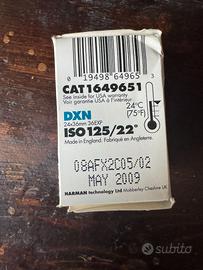 0 19498 64965 3
CAT 1649651
See inside for USA warranty
Voir garantie USA à l'intérieur.
DXN
24°C
(75°F)
24x36mm 36EXP
ISO 125/22°
Made in England. Fabriqué en Angleterre.
08AFX2C05/02
MAY 2009
HARMAN technology Ltd Mobberley Cheshire UK
subito